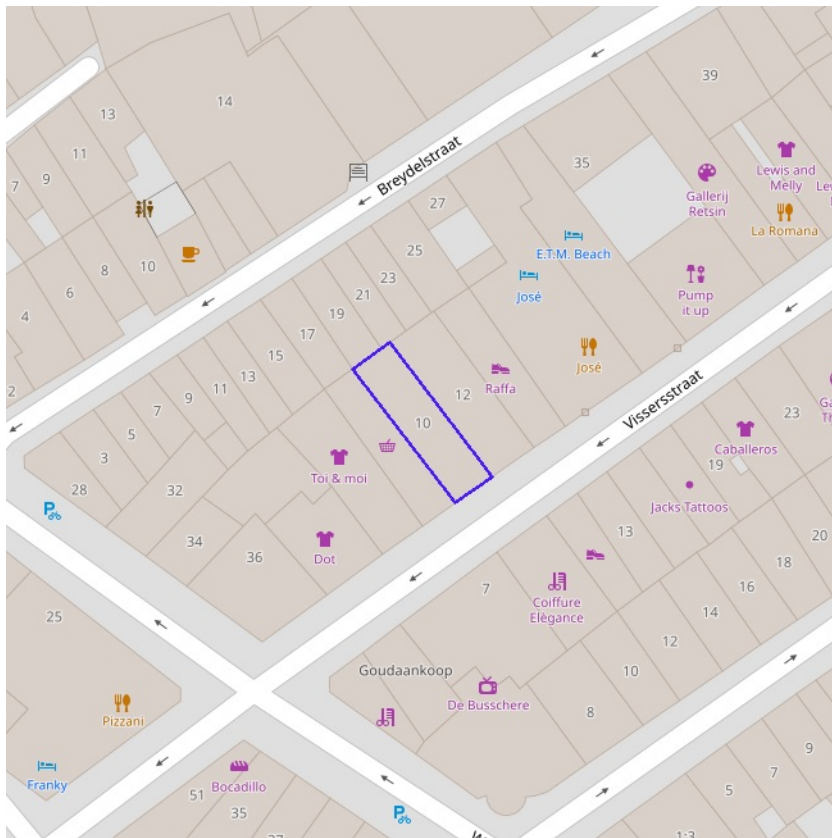 39
14
13
Breydelstraat
11
35
Lewis and
Melly
9
7
Gallerij
Retsin
27
La Romana
25
E.T.M. Beach
10
8
23
José
Pump
it up
6
21
4
19
17
José
15
12
Raffa
13
2
11
Vissersstraat
9
7
10
23
5
Caballeros
3
19
Toi & moi
28
32
Jacks Tattoos
13
20
34
36
Dot
18
7
16
Coiffure
Elègance
14
25
12
Goudaankoop
10
De Busschere
8
Pizzani
9
7
Franky
Bocadillo
5
51
35
1;3